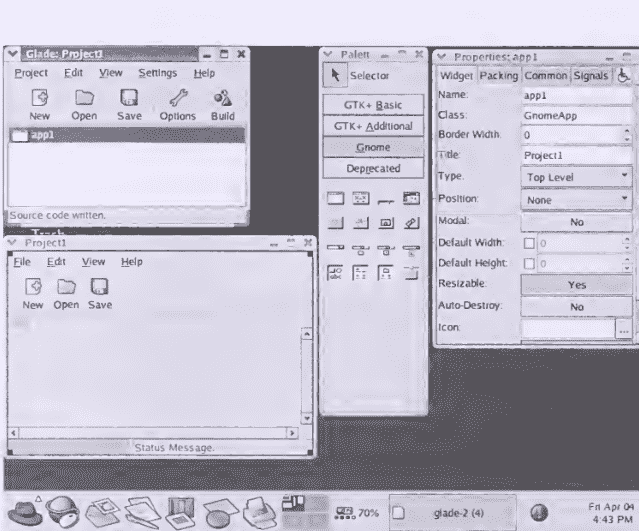 Glade: Project1
Project Edit View Settings Help
New Open Save Options Build
app1
Source code written.
Project1
File Edit View Help
New Open Save
Status Message.
Palett
Selector
GTK+ Basic
GTK+ Additional
Gnome
Deprecated
Properties: app1
Widget Packing Common Signals
Name: app1
Class: GnomeApp
Border Width: 0
Title: Project1
Type: Top Level
Position: None
Modal: No
Default Width: 0
Default Height: 0
Resizable: Yes
Auto-Destroy: No
Icon: ...
70%
glade-2 (4)
Fri Apr 04
4:43 PM